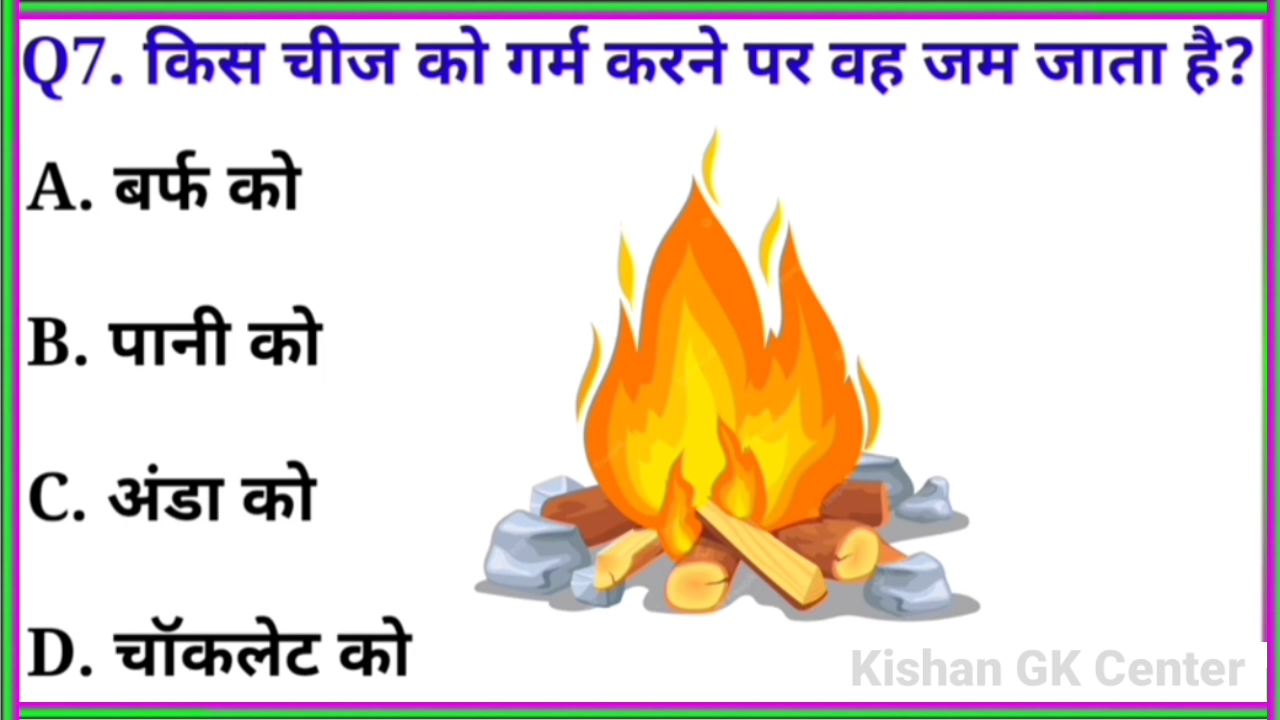 Q7. किस चीज को गर्म करने पर वह जम जाता है?
A. बर्फ को
B. पानी को
C. अंडा को
D. चॉकलेट को
Kishan GK Center